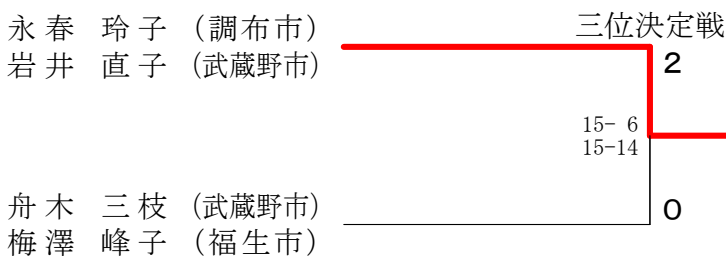 三位決定戦
永春 玲子 (調布市)
岩井 直子 (武蔵野市)
2
15- 6
15-14
舟木 三枝 (武蔵野市)
0
梅澤 峰子 (福生市)